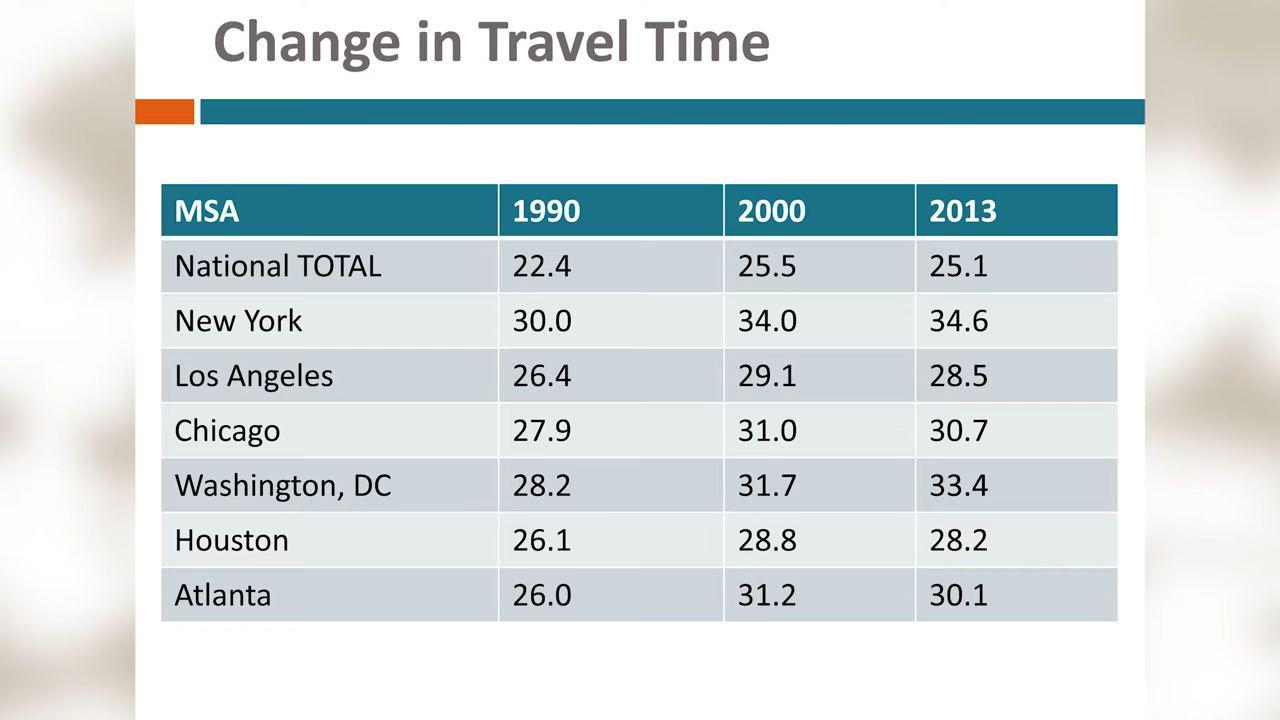 Change in Travel Time
MSA 1990 2000 2013
National TOTAL 22.4 25.5 25.1
New York 30.0 34.0 34.6
Los Angeles 26.4 29.1 28.5
Chicago 27.9 31.0 30.7
Washington, DC 28.2 31.7 33.4
Houston 26.1 28.8 28.2
Atlanta 26.0 31.2 30.1